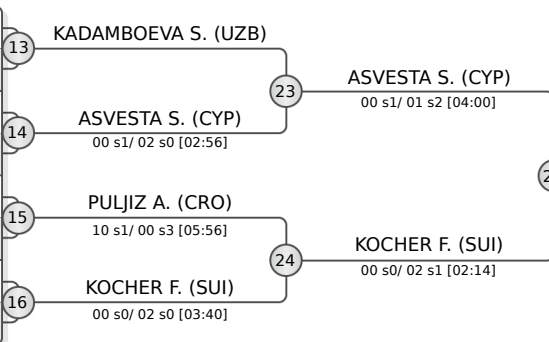 13
KADAMBOEVA S. (UZB)
23
ASVESTA S. (CYP)
00 s1/ 01 s2 [04:00]
14
ASVESTA S. (CYP)
00 s1/ 02 s0 [02:56]
15
PULJIZ A. (CRO)
10 s1/ 00 s3 [05:56]
24
KOCHER F. (SUI)
00 s0/ 02 s1 [02:14]
16
KOCHER F. (SUI)
00 s0/ 02 s0 [03:40]